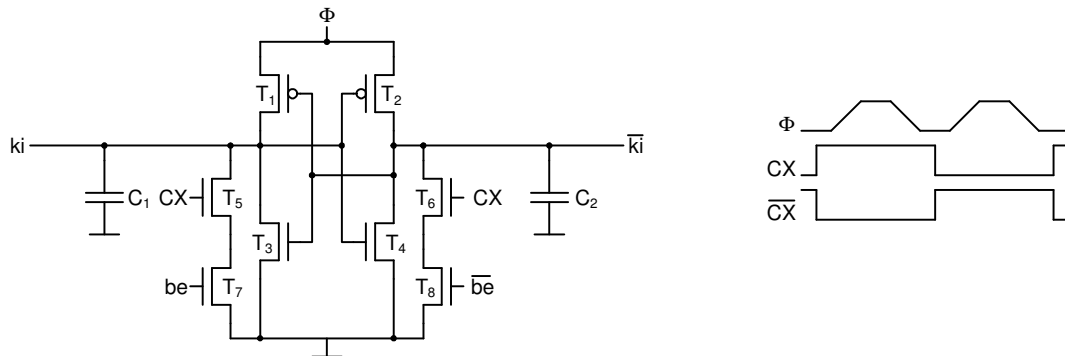 Φ
T₁ T₂
ki k̅i̅
C₁ CX T₅ T₆ CX C₂
T₃ T₄
be T₇ T₈ b̅e̅
Φ
CX
C̅X̅